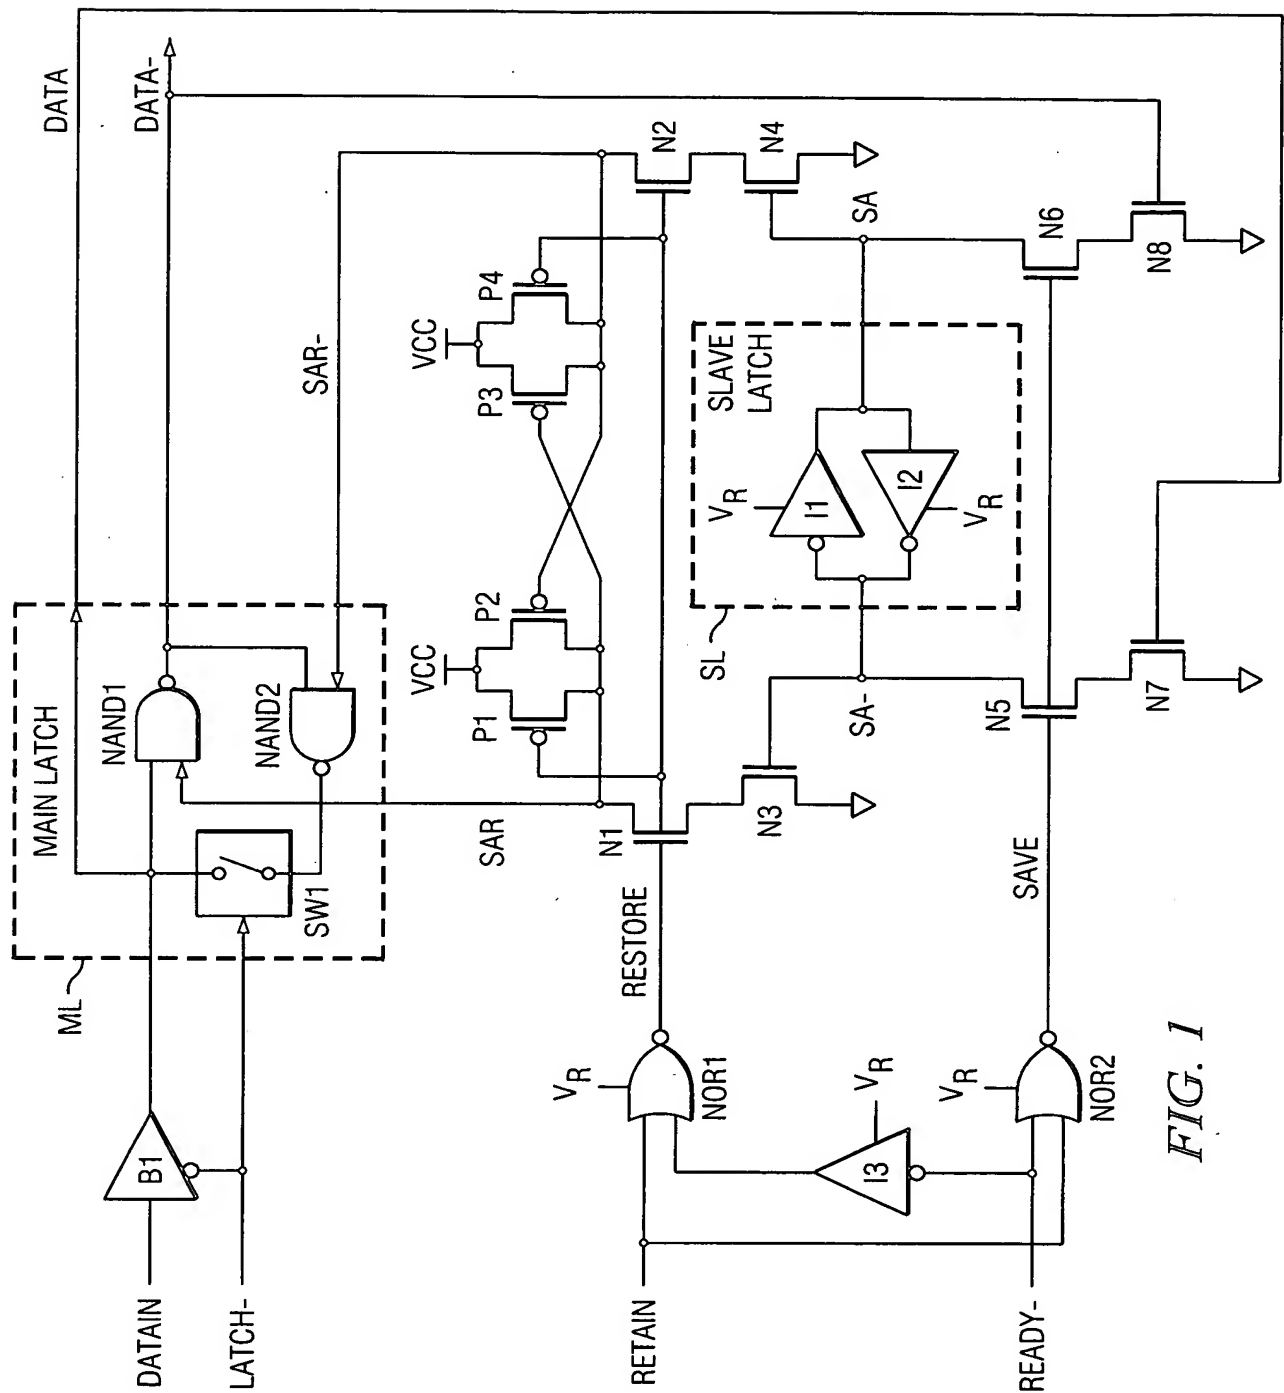 DATA
DATA-
MAIN LATCH
NAND1
NAND2
SW1
ML
B1
DATAIN
LATCH-
SAR-
SAR
VCC
VCC
P1
P2
P3
P4
N1
N2
N3
N4
RESTORE
SA-
SA
SLAVE
LATCH
SL
VR
I1
I2
VR
N5
N6
N7
N8
SAVE
VR
NOR1
VR
I3
VR
NOR2
RETAIN
READY-
FIG. 1